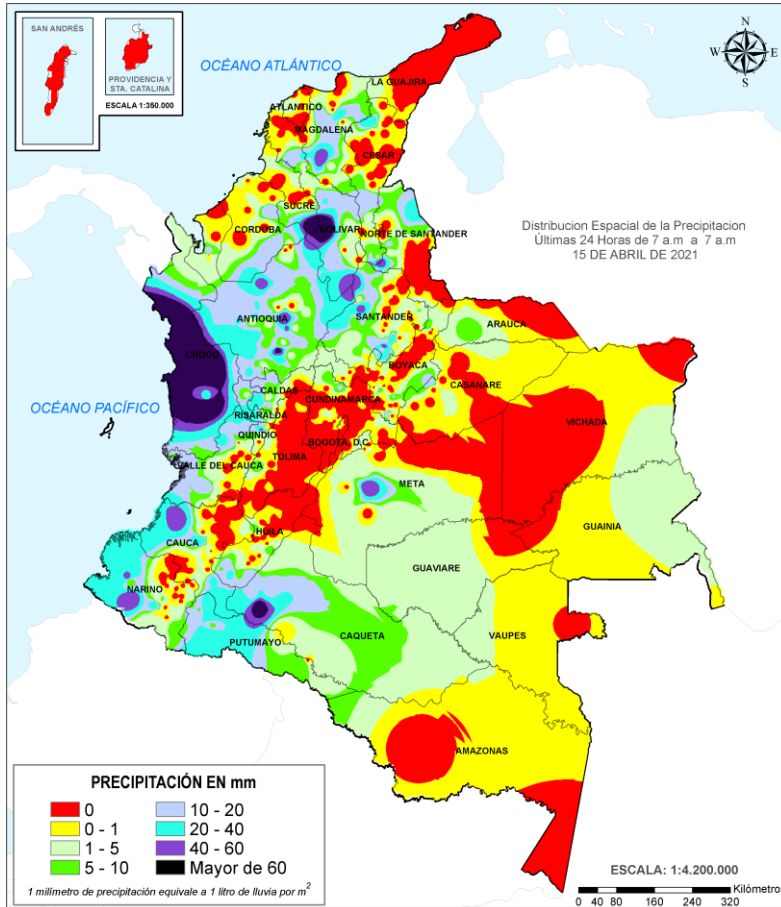 SAN ANDRÉS
PROVIDENCIA Y
STA. CATALINA
ESCALA 1:350.000
OCÉANO ATLÁNTICO
N
W
E
S
LA GUAJIRA
ATLANTICO
MAGDALENA
CESAR
SUCRE
CORDOBA
BOLIVAR
NORTE DE SANTANDER
Distribucion Espacial de la Precipitacion
Últimas 24 Horas de 7 a.m a 7 a.m
15 DE ABRIL DE 2021
ANTIOQUIA
SANTANDER
ARAUCA
CHOCO
BOYACA
CASANARE
CALDAS
CUNDINAMARCA
OCÉANO PACÍFICO
RISARALDA
VICHADA
QUINDIO
BOGOTA, D.C.
TOLIMA
VALLE DEL CAUCA
META
GUAINIA
HUILA
CAUCA
GUAVIARE
NARIÑO
CAQUETA
VAUPES
PUTUMAYO
AMAZONAS
PRECIPITACIÓN EN mm
0
10 - 20
0 - 1
20 - 40
1 - 5
40 - 60
5 - 10
Mayor de 60
1 milímetro de precipitación equivale a 1 litro de lluvia por m²
ESCALA: 1:4.200.000
Kilómetro
0 40 80 160 240 320